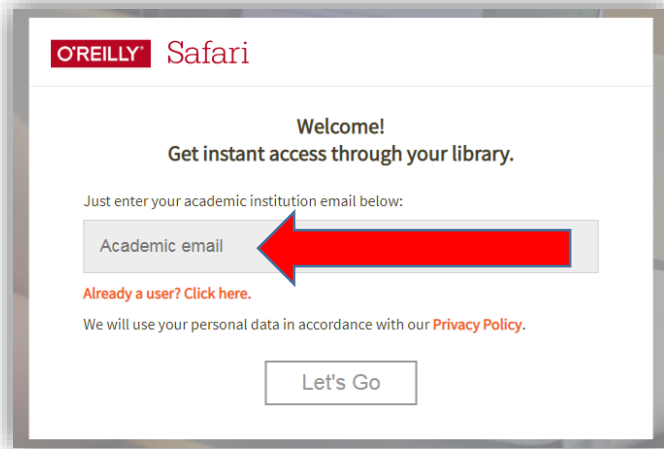 O'REILLY® Safari
Welcome!
Get instant access through your library.
Just enter your academic institution email below:
Academic email
Already a user? Click here.
We will use your personal data in accordance with our Privacy Policy.
Let's Go